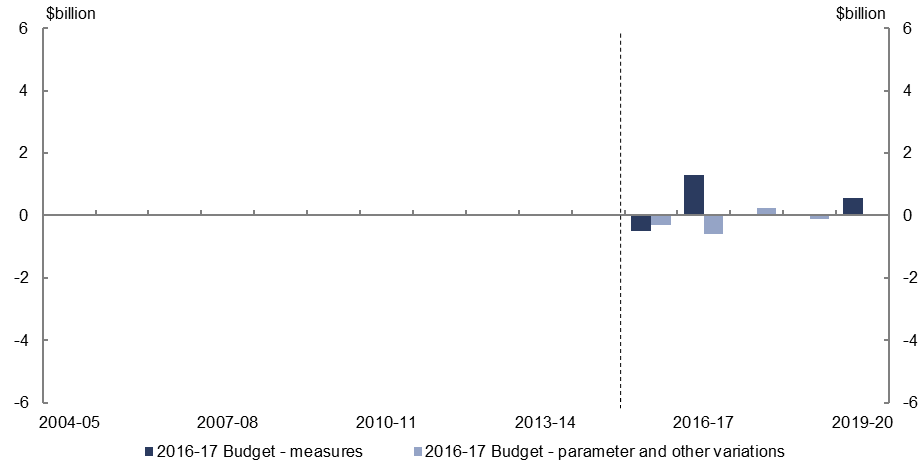 $billion $billion
6 6
4 4
2 2
0 0
-2 -2
-4 -4
-6 -6
2004-05 2007-08 2010-11 2013-14 2016-17 2019-20
2016-17 Budget - measures 2016-17 Budget - parameter and other variations